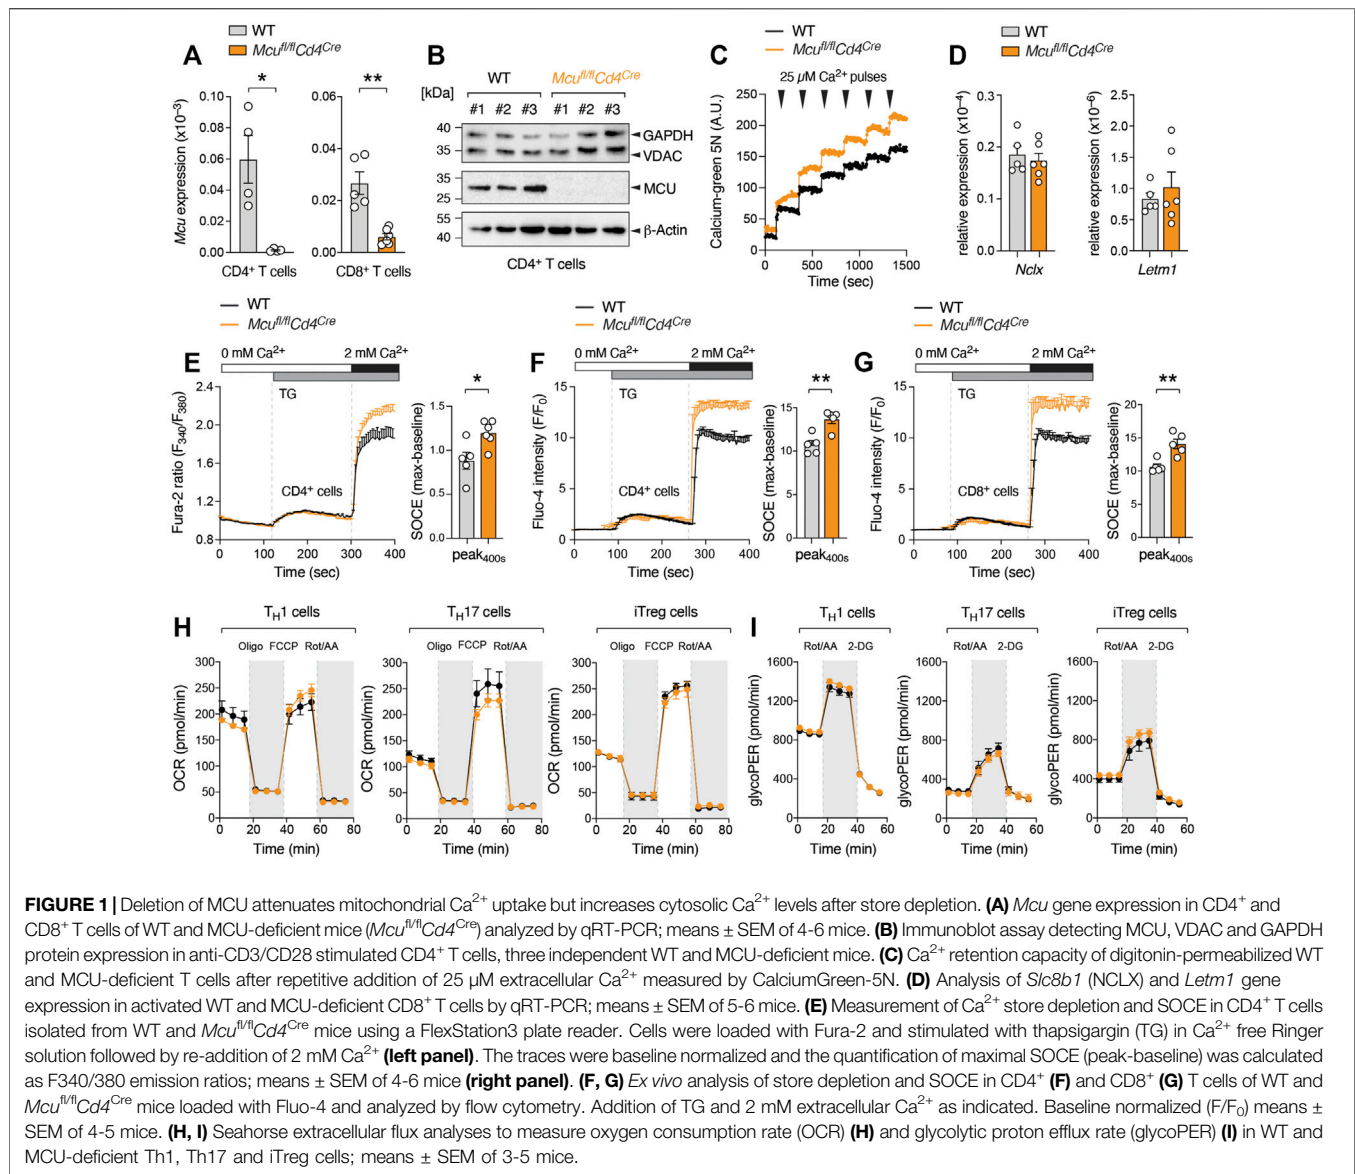 WT
Mcufl/flCd4Cre
A
*
**
Mcu expression (x10−3)
0.10
0.08
0.06
0.04
0.02
0.00
0.06
0.04
0.02
0.00
CD4+ T cells
CD8+ T cells
B
WT
Mcufl/flCd4Cre
[kDa]
#1 #2 #3 #1 #2 #3
40
35
GAPDH
VDAC
35
25
MCU
55
40
β-Actin
CD4+ T cells
WT
Mcufl/flCd4Cre
C
25 µM Ca2+ pulses
Calcium-green 5N (A.U.)
250
200
150
100
50
0
0 500 1000 1500
Time (sec)
WT
Mcufl/flCd4Cre
D
relative expression (x10−4)
0.3
0.2
0.1
0.0
Nclx
relative expression (x10−6)
2.0
1.5
1.0
0.5
0.0
Letm1
WT
Mcufl/flCd4Cre
E
0 mM Ca2+ 2 mM Ca2+
TG
Fura-2 ratio (F340/F380)
2.4
2.0
1.6
1.2
0.8
CD4+ cells
0 100 200 300 400
Time (sec)
*
SOCE (max-baseline)
1.5
1.0
0.5
0.0
peak400s
WT
Mcufl/flCd4Cre
F
0 mM Ca2+ 2 mM Ca2+
TG
Fluo-4 intensity (F/F0)
15
10
5
0
CD4+ cells
0 100 200 300 400
Time (sec)
**
SOCE (max-baseline)
15
10
5
0
peak400s
WT
Mcufl/flCd4Cre
G
0 mM Ca2+ 2 mM Ca2+
TG
Fluo-4 intensity (F/F0)
15
10
5
0
CD8+ cells
0 100 200 300 400
Time (sec)
**
SOCE (max-baseline)
20
15
10
5
0
peak400s
H
TH1 cells
Oligo FCCP Rot/AA
OCR (pmol/min)
300
250
200
150
100
50
0
0 20 40 60 80
Time (min)
TH17 cells
Oligo FCCP Rot/AA
OCR (pmol/min)
300
250
200
150
100
50
0
0 20 40 60 80
Time (min)
iTreg cells
Oligo FCCP Rot/AA
OCR (pmol/min)
300
250
200
150
100
50
0
0 20 40 60 80
Time (min)
I
TH1 cells
Rot/AA 2-DG
glycoPER (pmol/min)
1600
1200
800
400
0
0 20 40 60
Time (min)
TH17 cells
Rot/AA 2-DG
glycoPER (pmol/min)
1600
1200
800
400
0
0 20 40 60
Time (min)
iTreg cells
Rot/AA 2-DG
glycoPER (pmol/min)
1600
1200
800
400
0
0 20 40 60
Time (min)
FIGURE 1 | Deletion of MCU attenuates mitochondrial Ca2+ uptake but increases cytosolic Ca2+ levels after store depletion. (A) Mcu gene expression in CD4+ and
CD8+ T cells of WT and MCU-deficient mice (Mcufl/flCd4Cre) analyzed by qRT-PCR; means ± SEM of 4-6 mice. (B) Immunoblot assay detecting MCU, VDAC and GAPDH
protein expression in anti-CD3/CD28 stimulated CD4+ T cells, three independent WT and MCU-deficient mice. (C) Ca2+ retention capacity of digitonin-permeabilized WT
and MCU-deficient T cells after repetitive addition of 25 µM extracellular Ca2+ measured by CalciumGreen-5N. (D) Analysis of Slc8b1 (NCLX) and Letm1 gene
expression in activated WT and MCU-deficient CD8+ T cells by qRT-PCR; means ± SEM of 5-6 mice. (E) Measurement of Ca2+ store depletion and SOCE in CD4+ T cells
isolated from WT and Mcufl/flCd4Cre mice using a FlexStation3 plate reader. Cells were loaded with Fura-2 and stimulated with thapsigargin (TG) in Ca2+ free Ringer
solution followed by re-addition of 2 mM Ca2+ (left panel). The traces were baseline normalized and the quantification of maximal SOCE (peak-baseline) was calculated
as F340/380 emission ratios; means ± SEM of 4-6 mice (right panel). (F, G) Ex vivo analysis of store depletion and SOCE in CD4+ (F) and CD8+ (G) T cells of WT and
Mcufl/flCd4Cre mice loaded with Fluo-4 and analyzed by flow cytometry. Addition of TG and 2 mM extracellular Ca2+ as indicated. Baseline normalized (F/F0) means ±
SEM of 4-5 mice. (H, I) Seahorse extracellular flux analyses to measure oxygen consumption rate (OCR) (H) and glycolytic proton efflux rate (glycoPER) (I) in WT and
MCU-deficient Th1, Th17 and iTreg cells; means ± SEM of 3-5 mice.